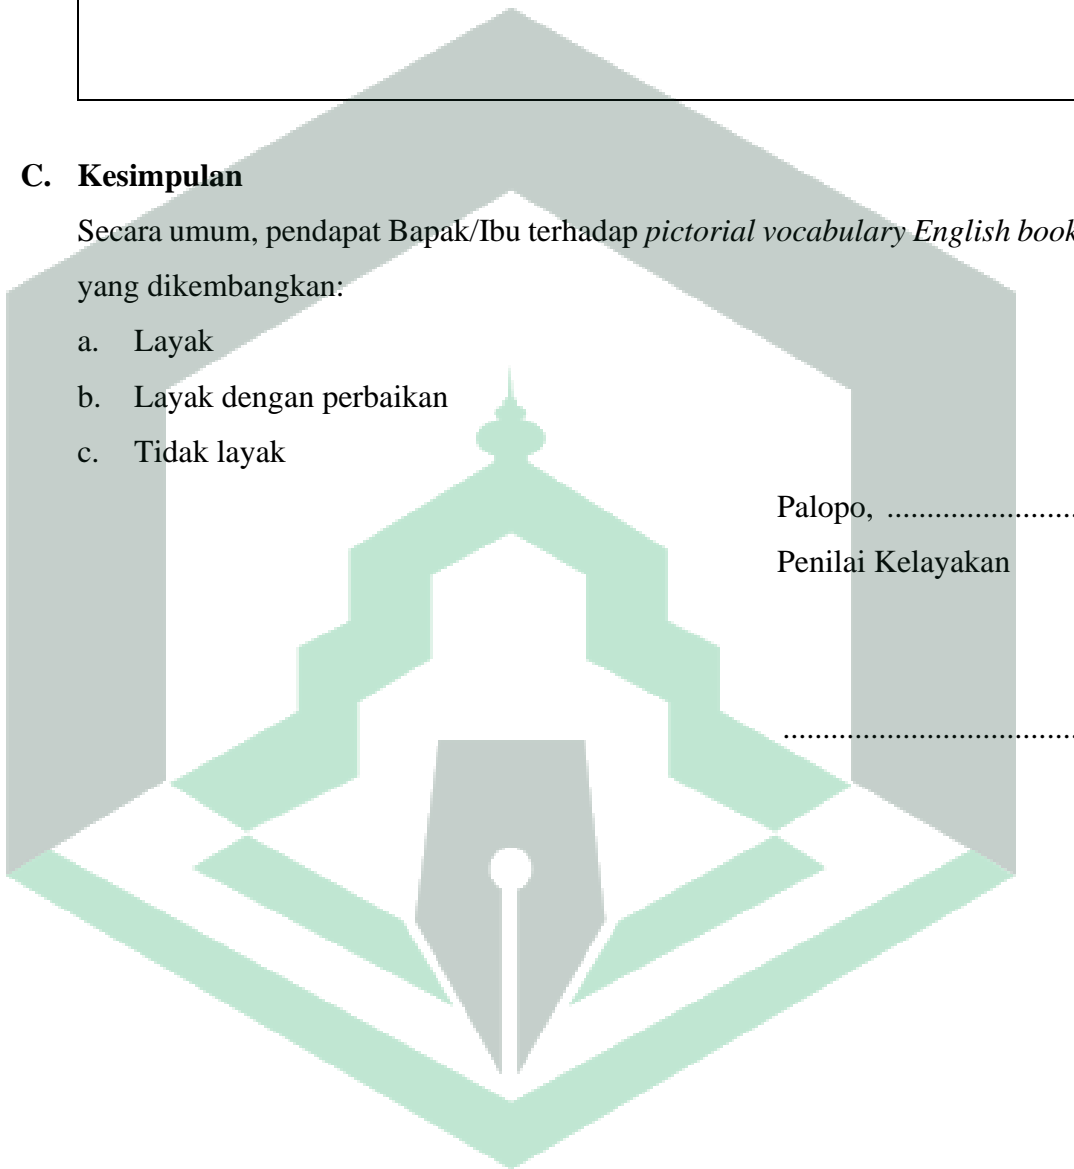 C. Kesimpulan
Secara umum, pendapat Bapak/Ibu terhadap pictorial vocabulary English book
yang dikembangkan:
a. Layak
b. Layak dengan perbaikan
c. Tidak layak
Palopo, ........................
Penilai Kelayakan
.....................................